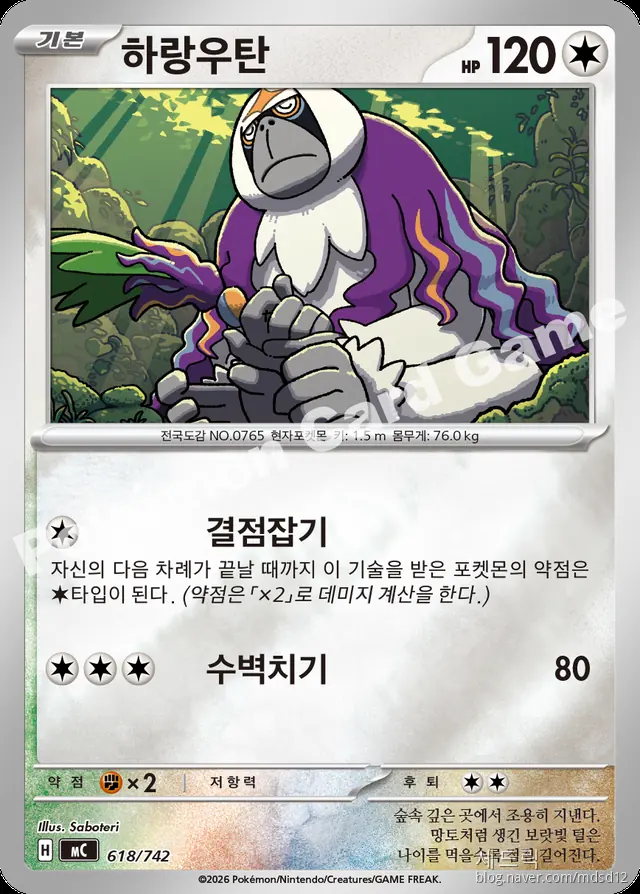 기본
하랑우탄
HP 120
전국도감 NO.0765 현자포켓몬 키: 1.5 m 몸무게: 76.0 kg
Pokémon Card Game
결점잡기
자신의 다음 차례가 끝날 때까지 이 기술을 받은 포켓몬의 약점은
타입이 된다. (약점은 「×2」로 데미지 계산을 한다.)
수벽치기 80
약점 ×2 저항력 후퇴
Illus. Saboteri
H MC 618/742
숲속 깊은 곳에서 조용히 지낸다.
망토처럼 생긴 보랏빛 털은
나이를 먹을수록 길어진다.
blog.naver.com/mdsd12
©2026 Pokémon/Nintendo/Creatures/GAME FREAK.